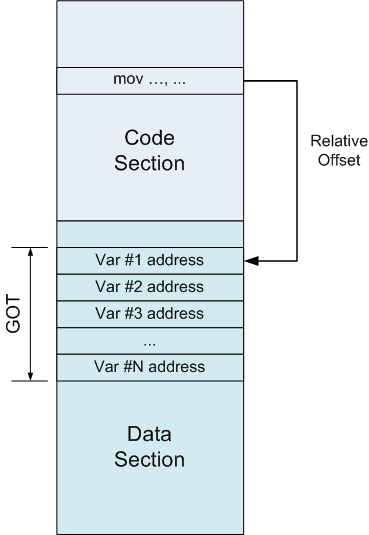 mov ..., ...
Code
Section
Relative
Offset
GOT
Var #1 address
Var #2 address
Var #3 address
...
Var #N address
Data
Section